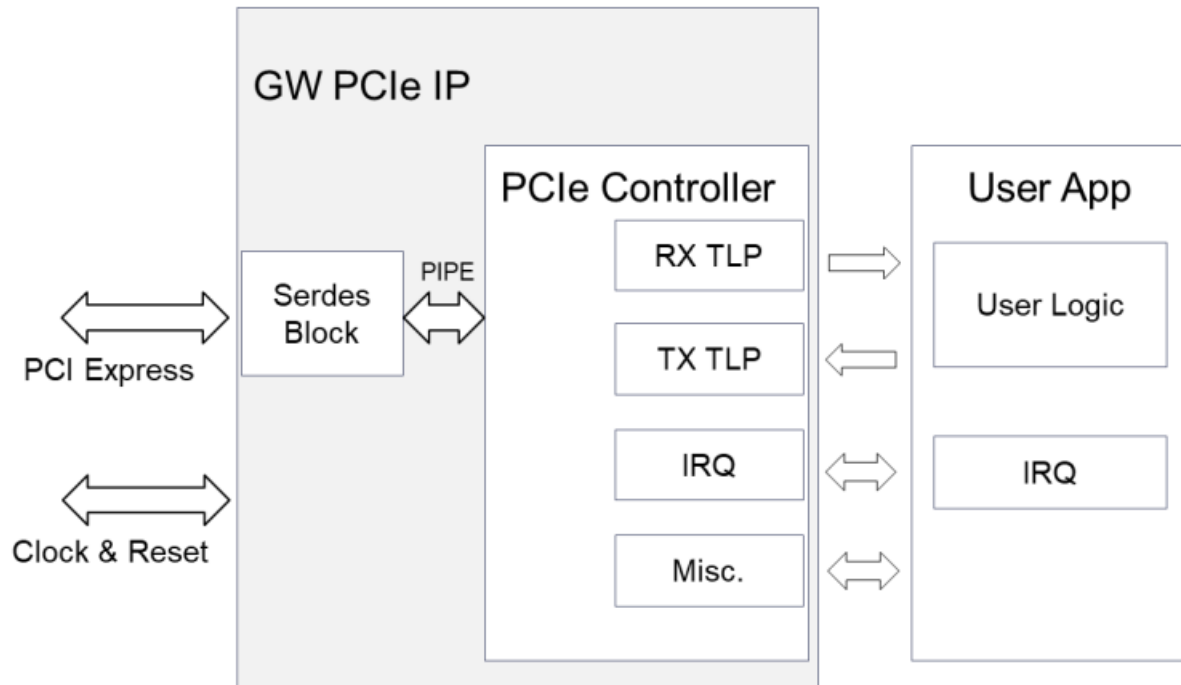 GW PCIe IP
PCIe Controller
User App
RX TLP
PIPE
Serdes
Block
User Logic
PCI Express
TX TLP
IRQ
IRQ
Clock & Reset
Misc.